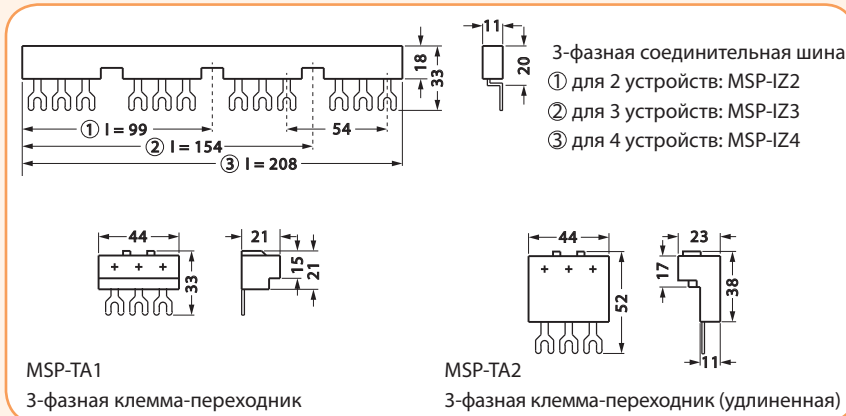 11
18
33
20
3-фазная соединительная шина
① для 2 устройств: MSP-IZ2
② для 3 устройств: MSP-IZ3
③ для 4 устройств: MSP-IZ4
① l = 99
54
② l = 154
③ l = 208
44
21
15
21
33
44
23
17
52
38
11
MSP-TA1
3-фазная клемма-переходник
MSP-TA2
3-фазная клемма-переходник (удлиненная)